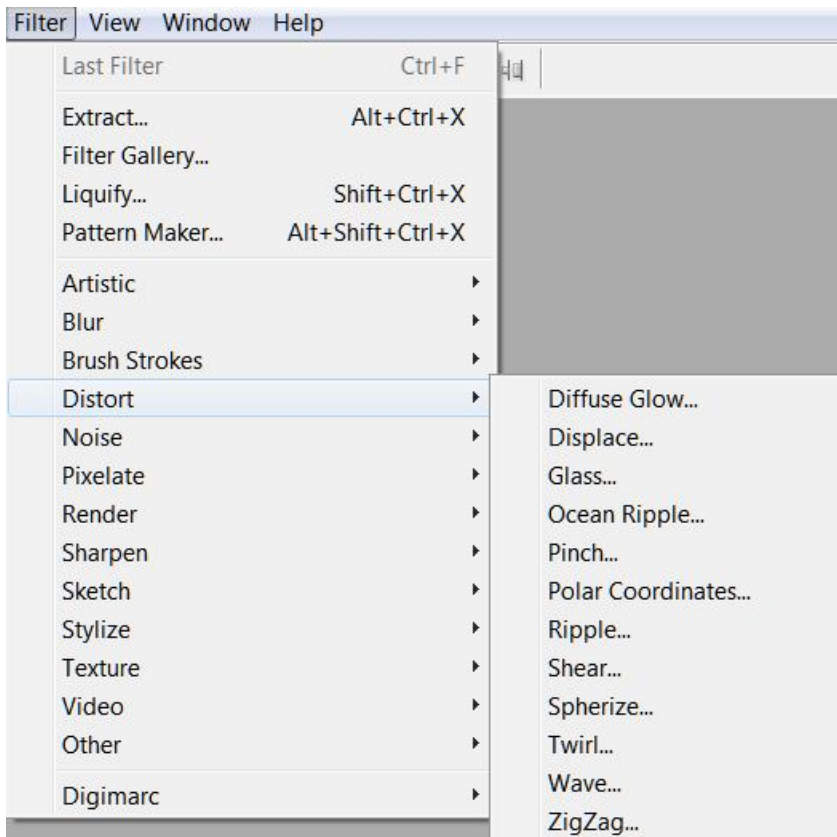 Filter View Window Help
Last Filter Ctrl+F
Extract... Alt+Ctrl+X
Filter Gallery...
Liquify... Shift+Ctrl+X
Pattern Maker... Alt+Shift+Ctrl+X
Artistic
Blur
Brush Strokes
Distort
Noise
Pixelate
Render
Sharpen
Sketch
Stylize
Texture
Video
Other
Digimarc
Diffuse Glow...
Displace...
Glass...
Ocean Ripple...
Pinch...
Polar Coordinates...
Ripple...
Shear...
Spherize...
Twirl...
Wave...
ZigZag...